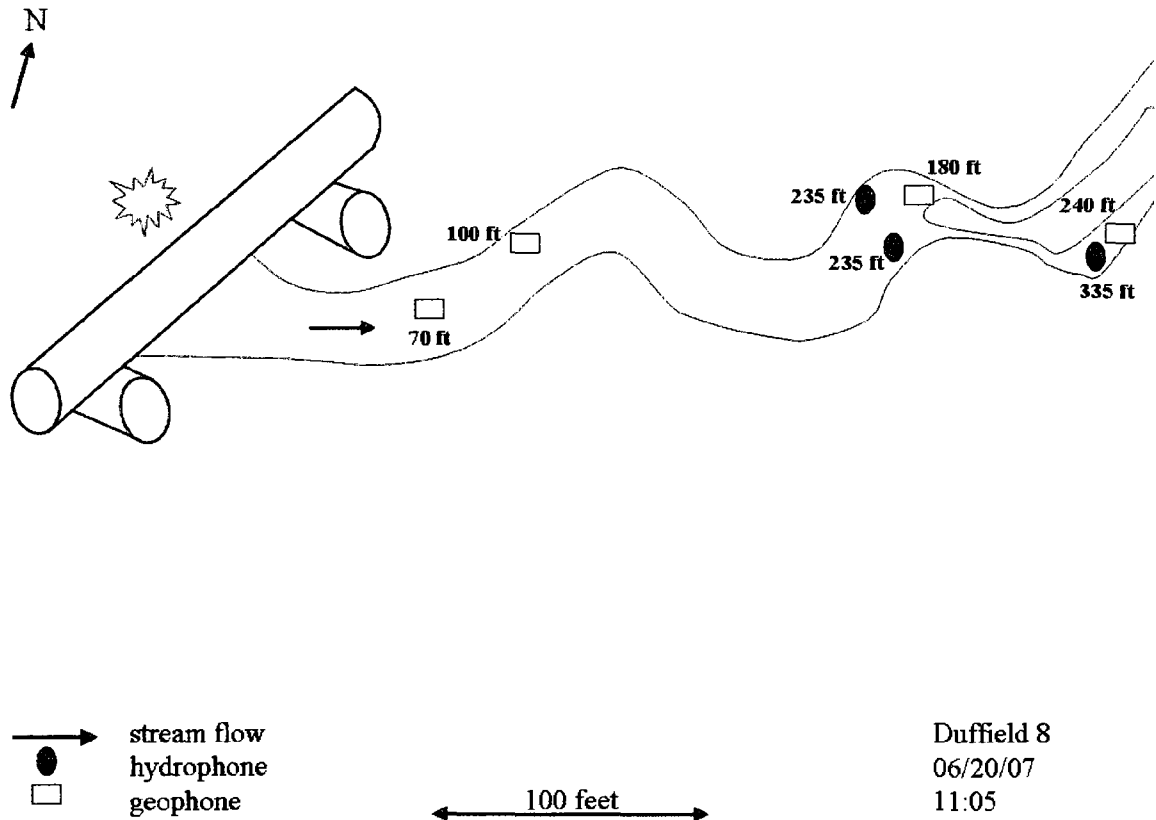 N
180 ft
235 ft
240 ft
100 ft
235 ft
335 ft
70 ft
stream flow
hydrophone
geophone
100 feet
Duffield 8
06/20/07
11:05